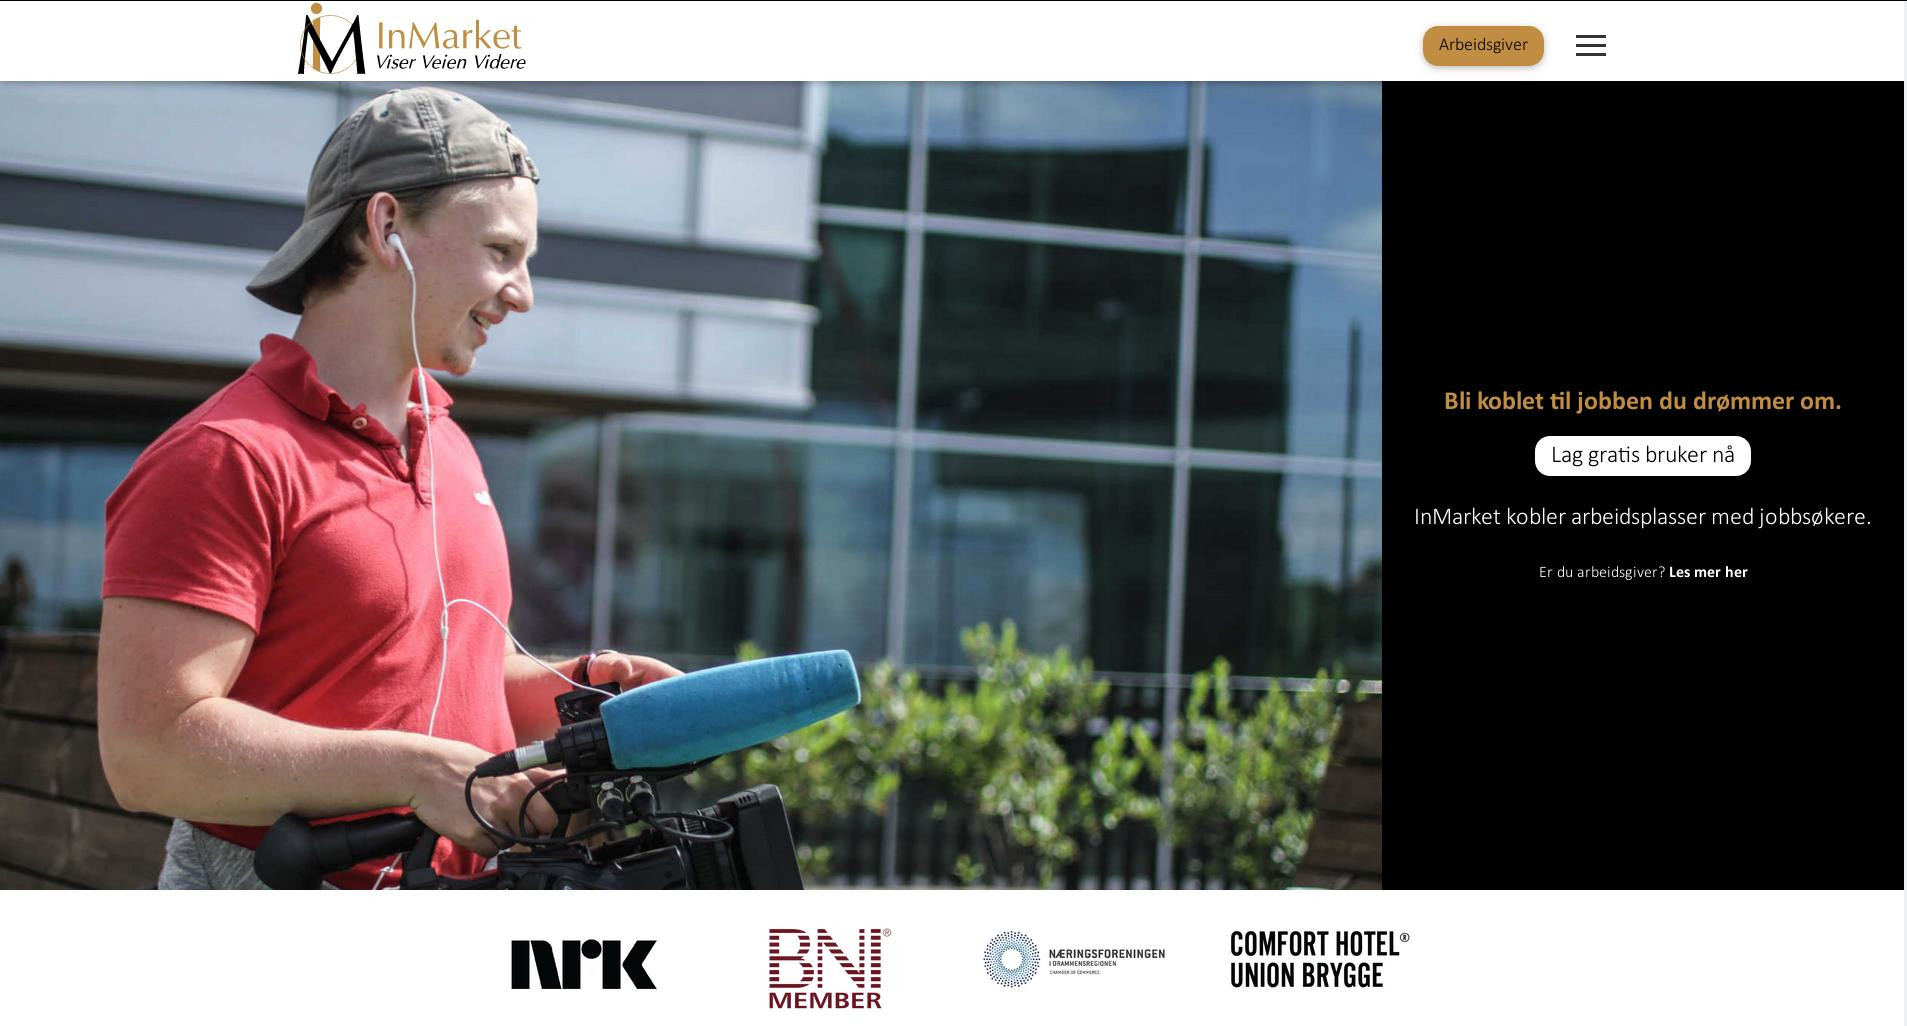 InMarket
Viser Veien Videre
Arbeidsgiver
Bli koblet til jobben du drømmer om.
Lag gratis bruker nå
InMarket kobler arbeidsplasser med jobbsøkere.
Er du arbeidsgiver? Les mer her
nrk
BNI®
MEMBER
NÆRINGSFORENINGEN
I DRAMMENSREGIONEN
CHAMBER OF COMMERCE
COMFORT HOTEL®
UNION BRYGGE